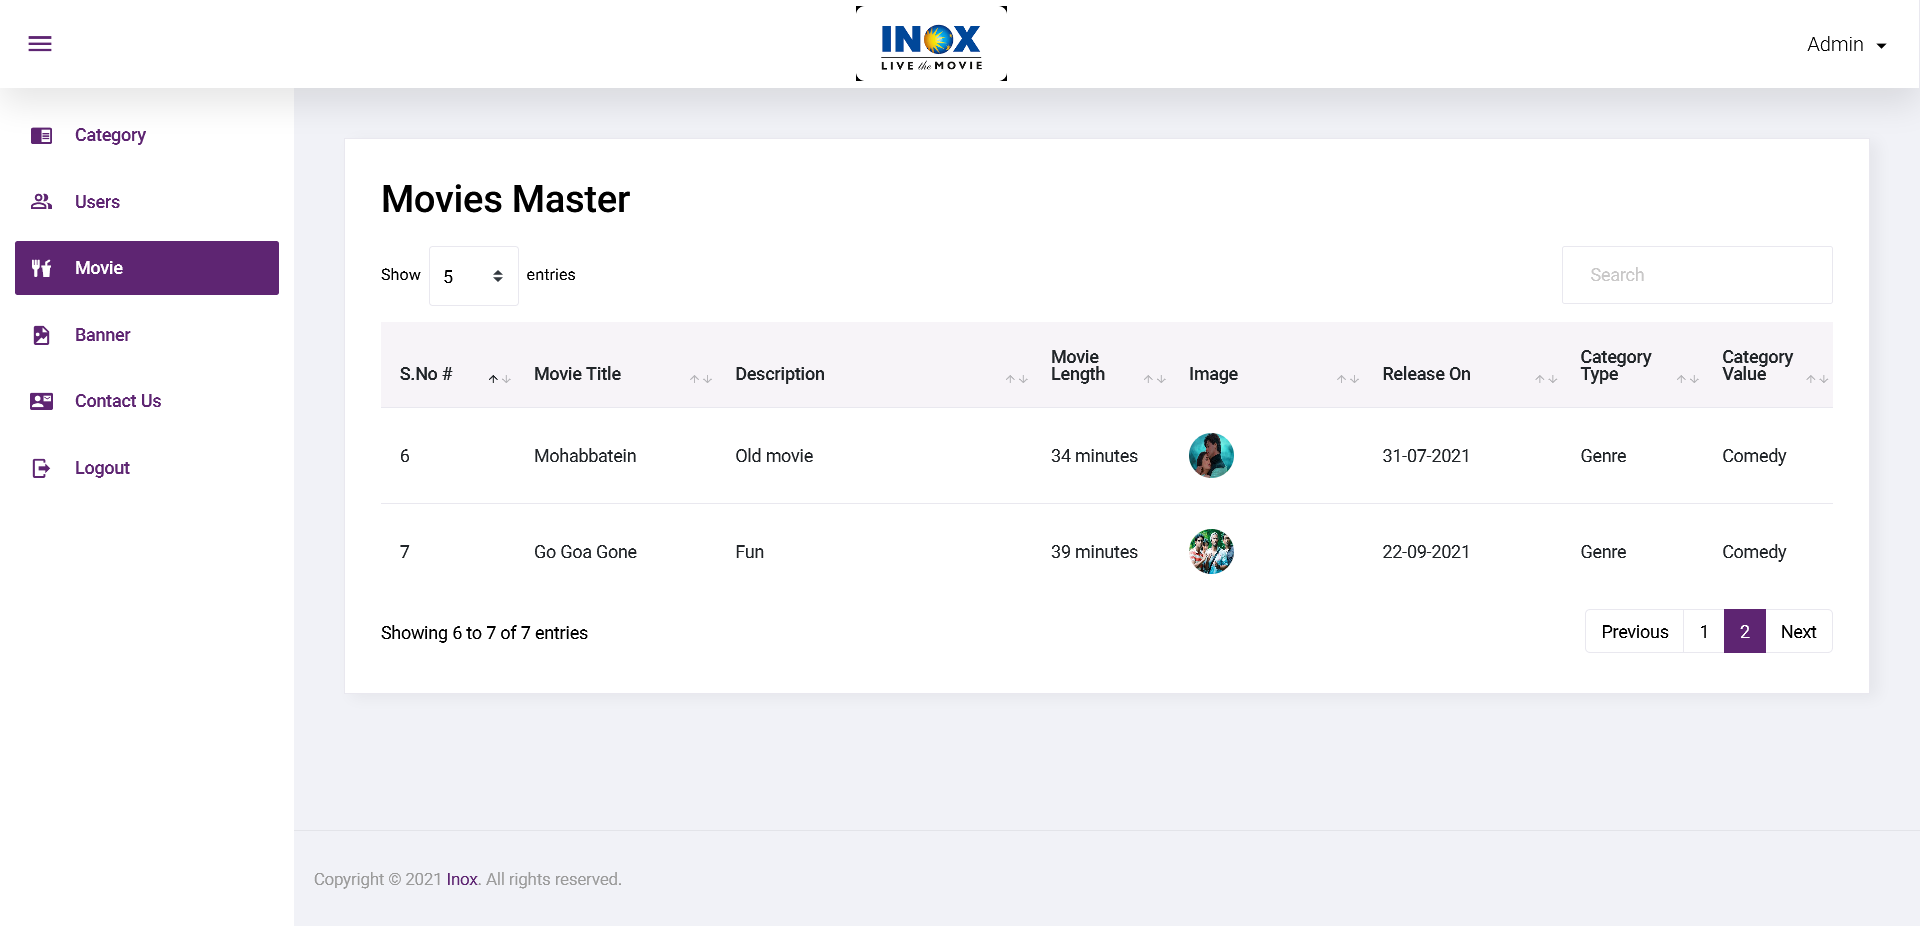 INOX
LIVE the MOVIE
Admin
Category
Users
Movie
Banner
Contact Us
Logout
Movies Master
Show 5 entries
Search
S.No # Movie Title Description Movie Length Image Release On Category Type Category Value
6 Mohabbatein Old movie 34 minutes 31-07-2021 Genre Comedy
7 Go Goa Gone Fun 39 minutes 22-09-2021 Genre Comedy
Showing 6 to 7 of 7 entries
Previous 1 2 Next
Copyright © 2021 Inox. All rights reserved.